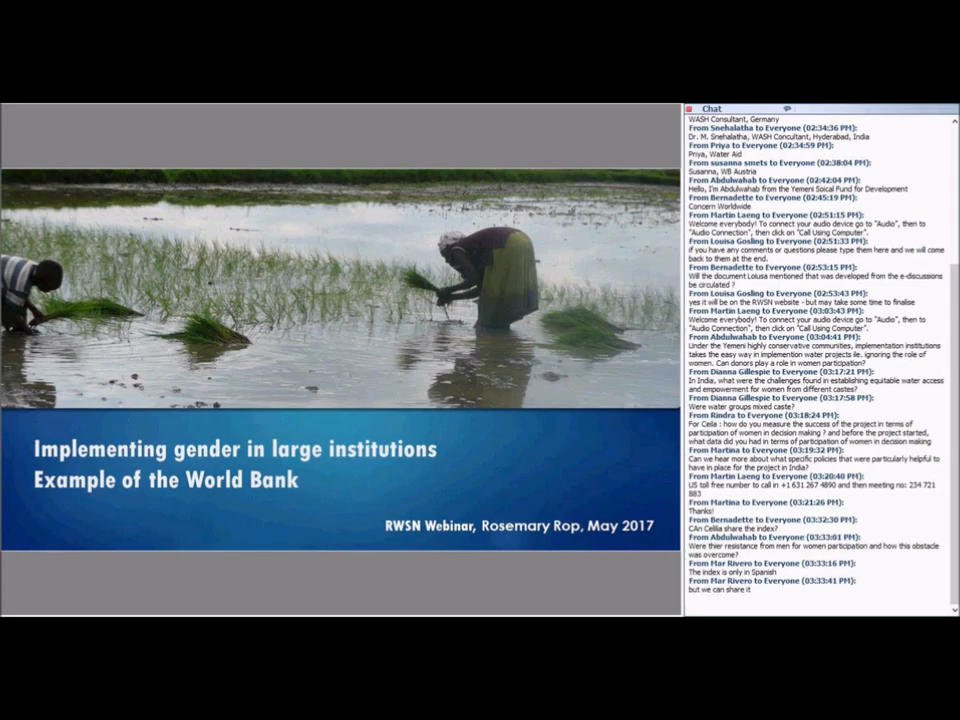 Implementing gender in large institutions
Example of the World Bank
RWSN Webinar, Rosemary Rop, May 2017
Chat
WASH Consultant, Germany
From Snehalatha to Everyone (02:34:36 PM):
Dr. M. Snehalatha, WASH Concultant, Hyderabad, India
From Priya to Everyone (02:34:59 PM):
Priya, Water Aid
From susanna smets to Everyone (02:38:04 PM):
Susanna, WB Austria
From Abdulwahab to Everyone (02:42:04 PM):
Hello, I'm Abdulwahab from the Yemeni Soical Fund for Development
From Bernadette to Everyone (02:45:19 PM):
Concern Worldwide
From Martin Laeng to Everyone (02:51:15 PM):
Welcome everybody! To connect your audio device go to "Audio", then to
"Audio Connection", then click on "Call Using Computer".
From Louisa Gosling to Everyone (02:51:33 PM):
if you have any comments or questions please type them here and we will come
back to them at the end.
From Bernadette to Everyone (02:53:15 PM):
Will the document Loiusa mentioned that was developed from the e-discussions
be circulated ?
From Louisa Gosling to Everyone (02:53:43 PM):
yes it will be on the RWSN website - but may take some time to finalise
From Martin Laeng to Everyone (03:03:43 PM):
Welcome everybody! To connect your audio device go to "Audio", then to
"Audio Connection", then click on "Call Using Computer".
From Abdulwahab to Everyone (03:04:41 PM):
Under the Yemeni highly conservative communities, implementation institutions
takes the easy way in implemention water projects ie. ignoring the role of
women. Can donors play a role in women participation?
From Dianna Gillespie to Everyone (03:17:21 PM):
In India, what were the challenges found in establishing equitable water access
and empowerment for women from different castes?
From Dianna Gillespie to Everyone (03:17:58 PM):
Were water groups mixed caste?
From Rindra to Everyone (03:18:24 PM):
For Celia : how do you measure the success of the project in terms of
participation of women in decision making ? and before the project started,
what data did you had in terms of participation of women in decision making
From Martina to Everyone (03:19:32 PM):
Can we hear more about what specific policies that were particularly helpful to
have in place for the project in India?
From Martin Laeng to Everyone (03:20:40 PM):
US toll free number to call in +1 631 267 4890 and then meeting no: 234 721
883
From Martina to Everyone (03:21:26 PM):
Thanks!
From Bernadette to Everyone (03:32:30 PM):
CAn Celllia share the index?
From Abdulwahab to Everyone (03:33:01 PM):
Were thier resistance from men for women participation and how this obstacle
was overcome?
From Mar Rivero to Everyone (03:33:16 PM):
The index is only in Spanish
From Mar Rivero to Everyone (03:33:41 PM):
but we can share it